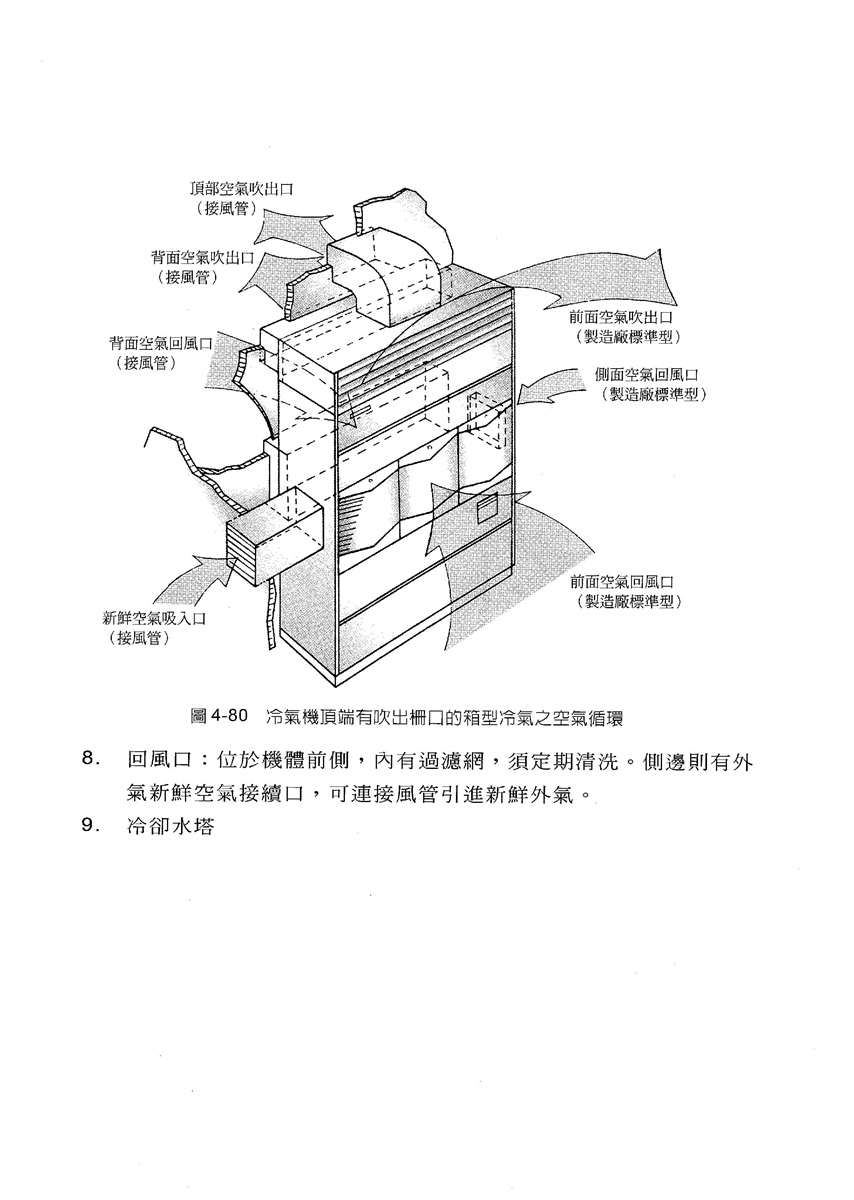 頂部空氣吹出口
（接風管）
背面空氣吹出口
（接風管）
前面空氣吹出口
（製造廠標準型）
背面空氣回風口
（接風管）
側面空氣回風口
（製造廠標準型）
前面空氣回風口
（製造廠標準型）
新鮮空氣吸入口
（接風管）
圖 4-80 冷氣機頂端有吹出柵口的箱型冷氣之空氣循環
8. 回風口：位於機體前側，內有過濾網，須定期清洗。側邊則有外
氣新鮮空氣接續口，可連接風管引進新鮮外氣。
9. 冷卻水塔